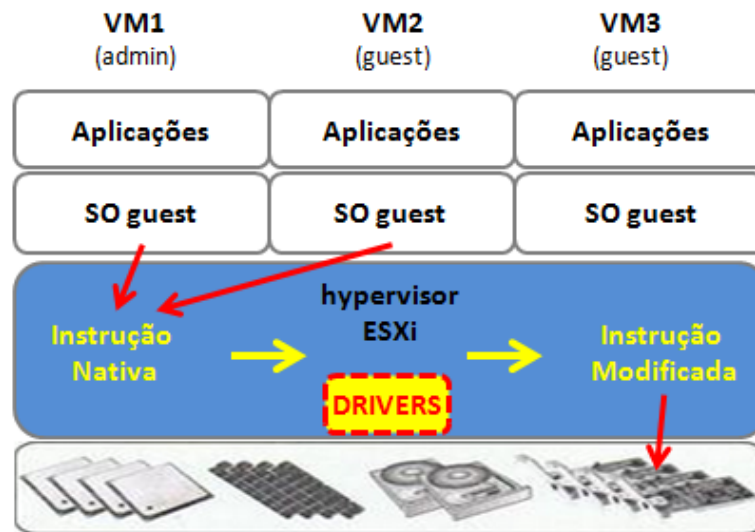 VM1
(admin)
VM2
(guest)
VM3
(guest)
Aplicações
Aplicações
Aplicações
SO guest
SO guest
SO guest
hypervisor
ESXi
Instrução
Nativa
DRIVERS
Instrução
Modificada